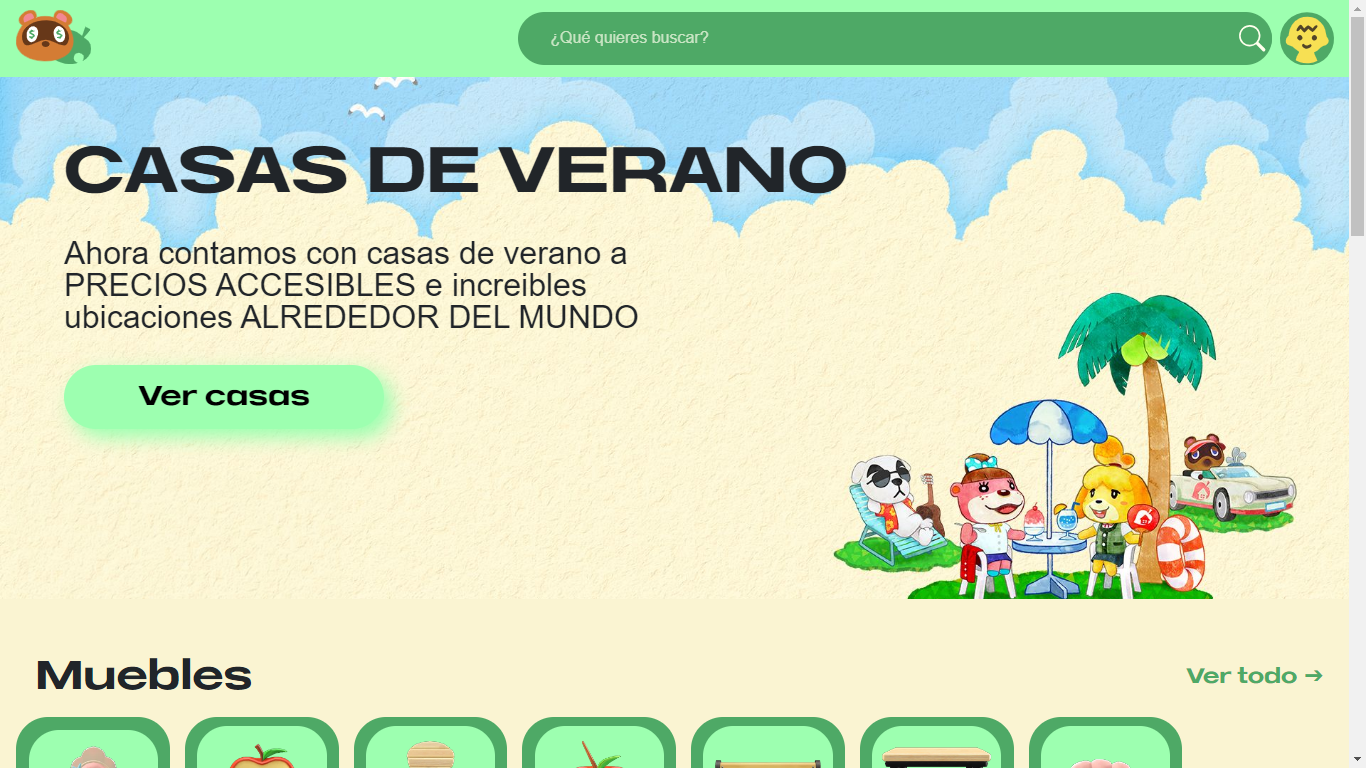 ¿Qué quieres buscar?
CASAS DE VERANO
Ahora contamos con casas de verano a
PRECIOS ACCESIBLES e increibles
ubicaciones ALREDEDOR DEL MUNDO
Ver casas
Muebles
Ver todo →